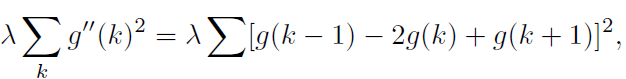 λ∑_k g′′(k)² = λ∑[g(k − 1) − 2g(k) + g(k + 1)]²,